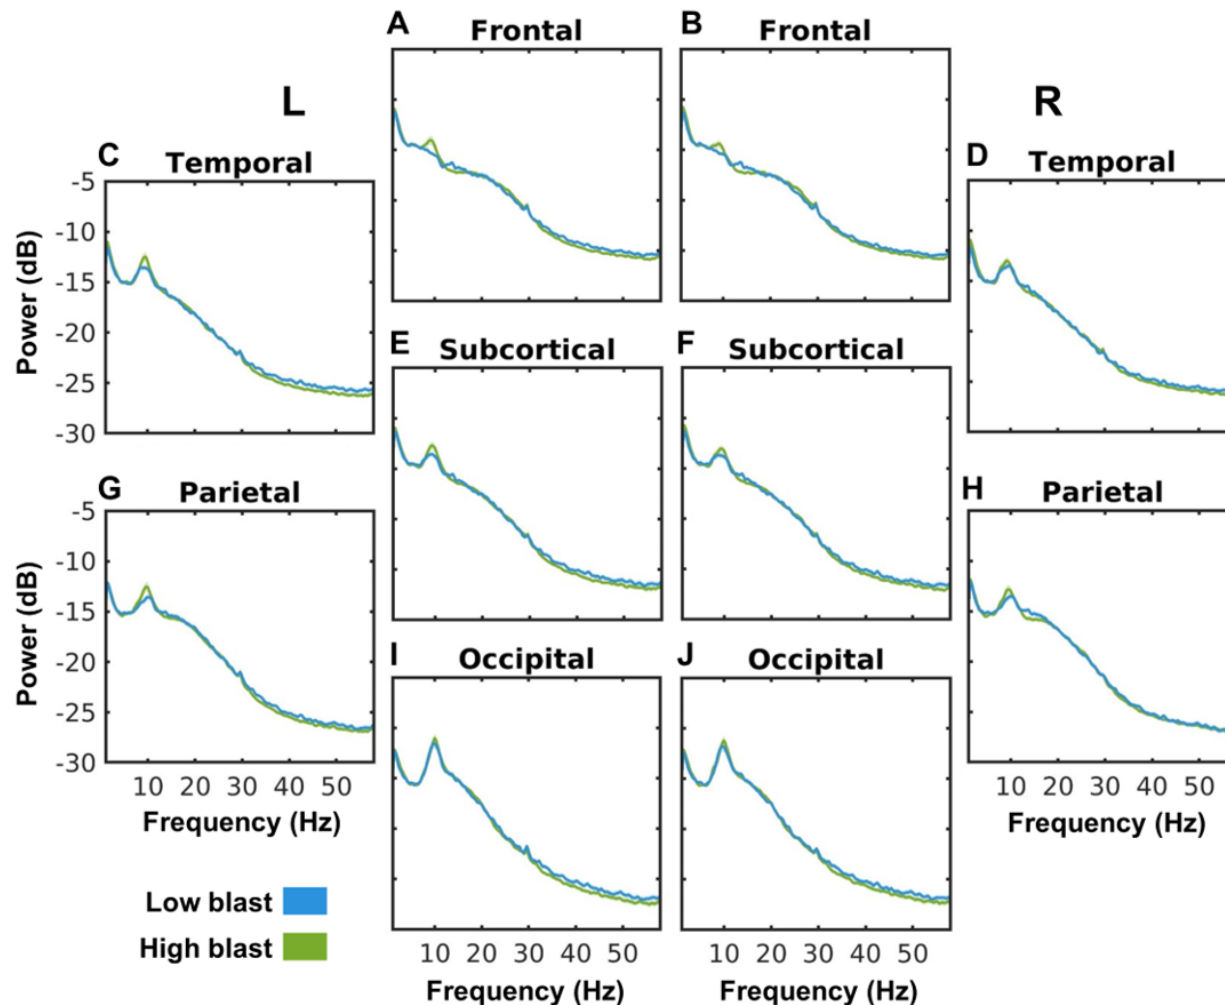 A Frontal
B Frontal
L
R
C Temporal
D Temporal
-5
-10
-15
-20
-25
-30
Power (dB)
E Subcortical
F Subcortical
G Parietal
H Parietal
-5
-10
-15
-20
-25
-30
Power (dB)
10 20 30 40 50
Frequency (Hz)
10 20 30 40 50
Frequency (Hz)
I Occipital
J Occipital
10 20 30 40 50
Frequency (Hz)
10 20 30 40 50
Frequency (Hz)
Low blast
High blast